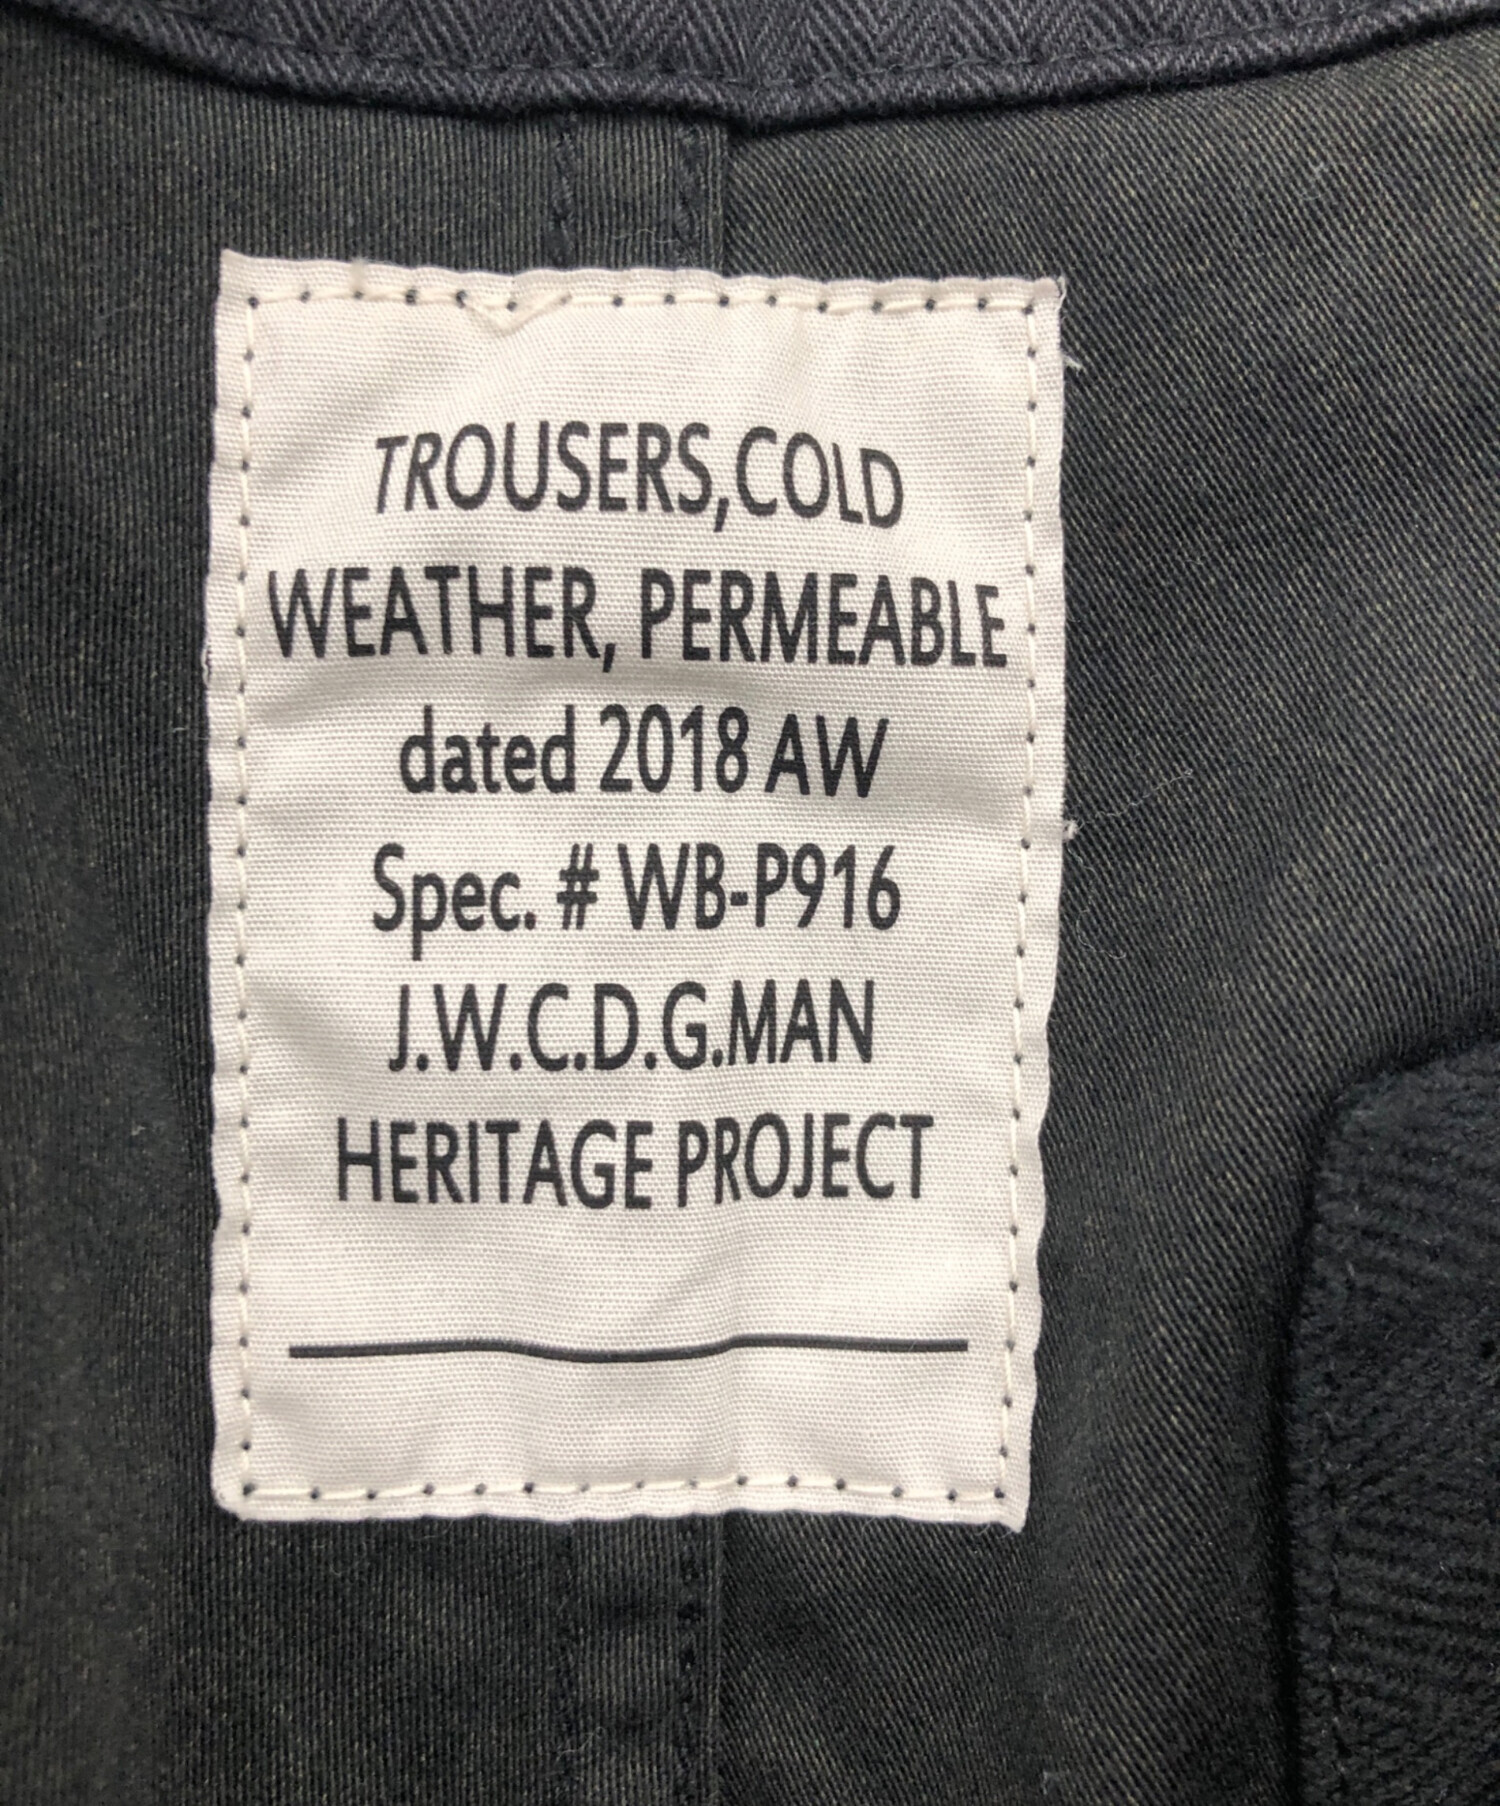 TROUSERS,COLD
WEATHER, PERMEABLE
dated 2018 AW
Spec. # WB-P916
J.W.C.D.G.MAN
HERITAGE PROJECT